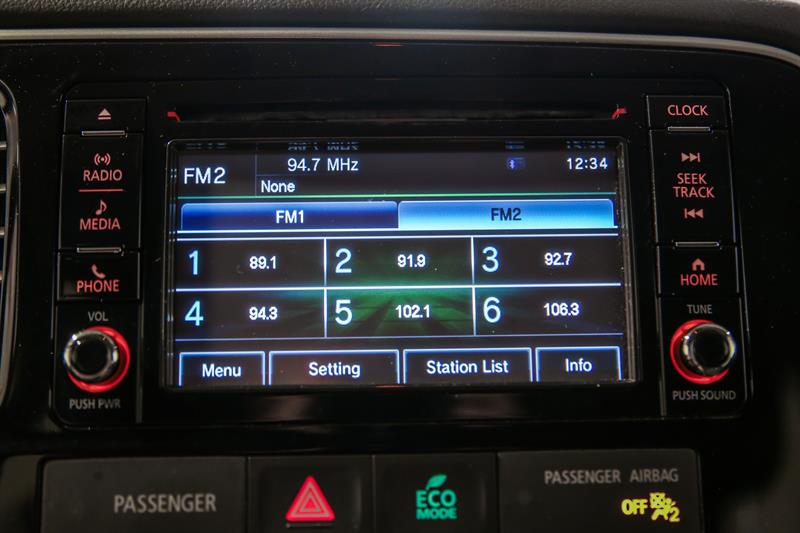 CLOCK
RADIO
MEDIA
PHONE
VOL
PUSH PWR
94.7 MHz
12:34
FM2
None
FM1
FM2
1 89.1
2 91.9
3 92.7
4 94.3
5 102.1
6 106.3
Menu
Setting
Station List
Info
SEEK
TRACK
HOME
TUNE
PUSH SOUND
PASSENGER
ECO
MODE
PASSENGER AIRBAG
OFF
2